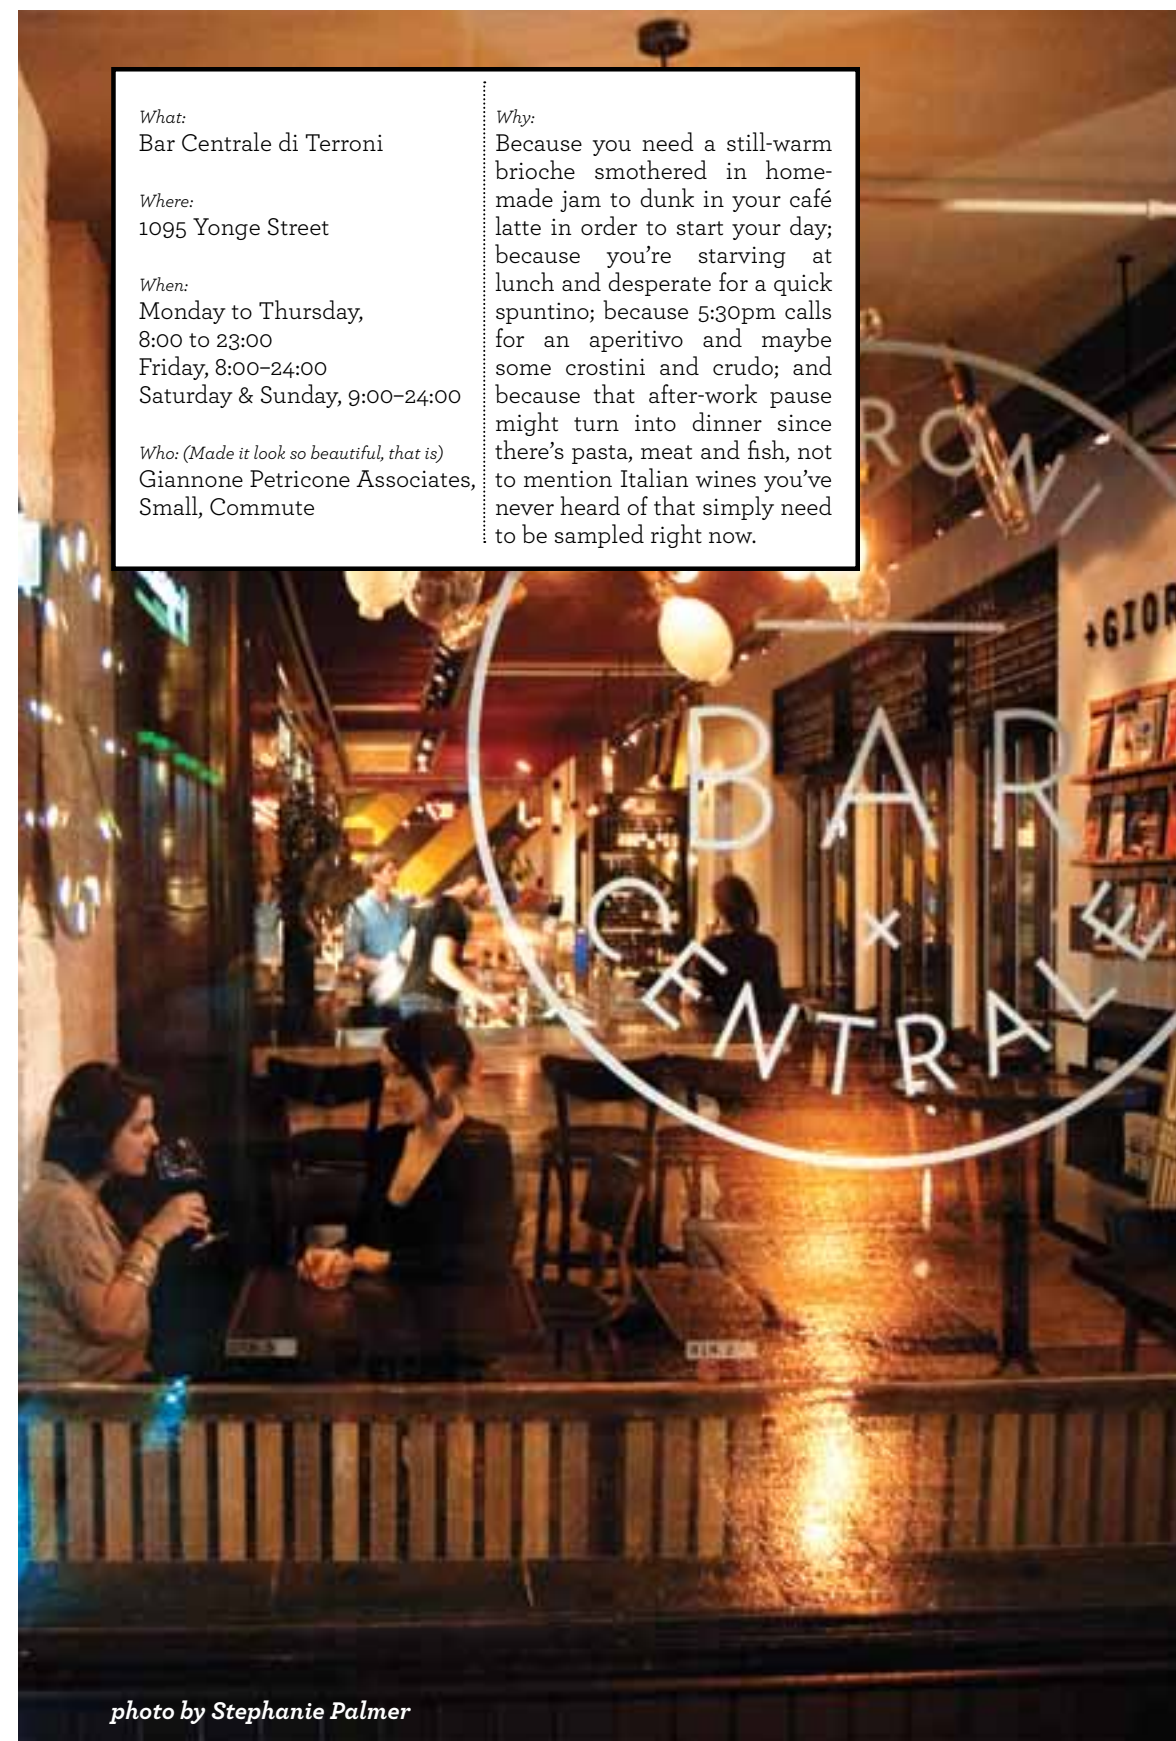 What:
Bar Centrale di Terroni
Where:
1095 Yonge Street
When:
Monday to Thursday,
8:00 to 23:00
Friday, 8:00–24:00
Saturday & Sunday, 9:00–24:00
Who: (Made it look so beautiful, that is)
Giannone Petricone Associates,
Small, Commute
Why:
Because you need a still-warm
brioche smothered in home-
made jam to dunk in your café
latte in order to start your day;
because you're starving at
lunch and desperate for a quick
spuntino; because 5:30pm calls
for an aperitivo and maybe
some crostini and crudo; and
because that after-work pause
might turn into dinner since
there's pasta, meat and fish, not
to mention Italian wines you've
never heard of that simply need
to be sampled right now.
RONI
+GIOR
BAR
×
CENTRALE
photo by Stephanie Palmer